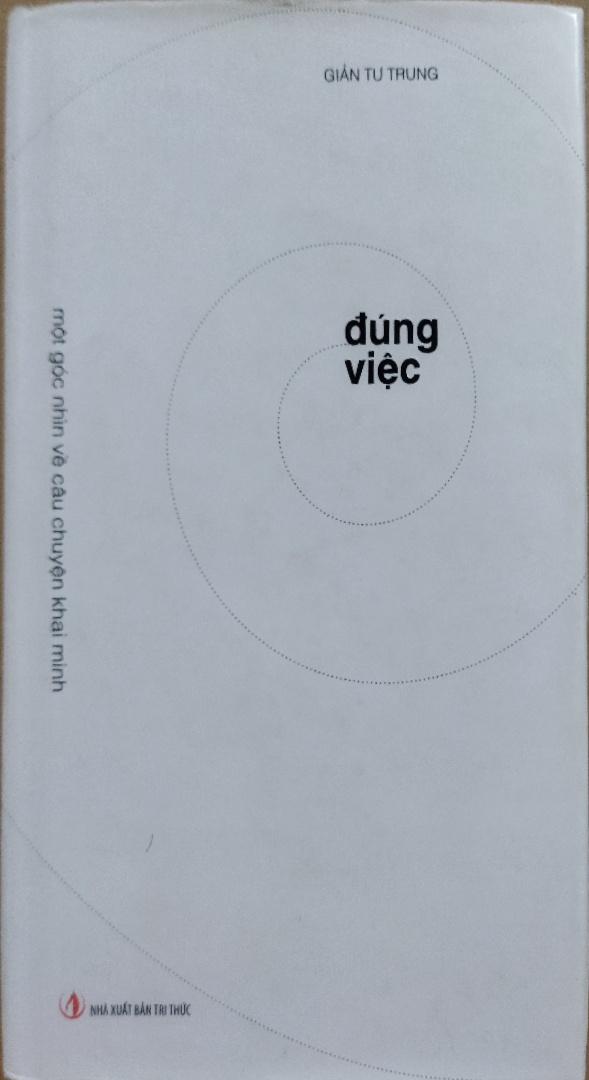 GIẢN TƯ TRUNG
đúng
việc
một góc nhìn về câu chuyện khai minh
NHÀ XUẤT BẢN TRI THỨC